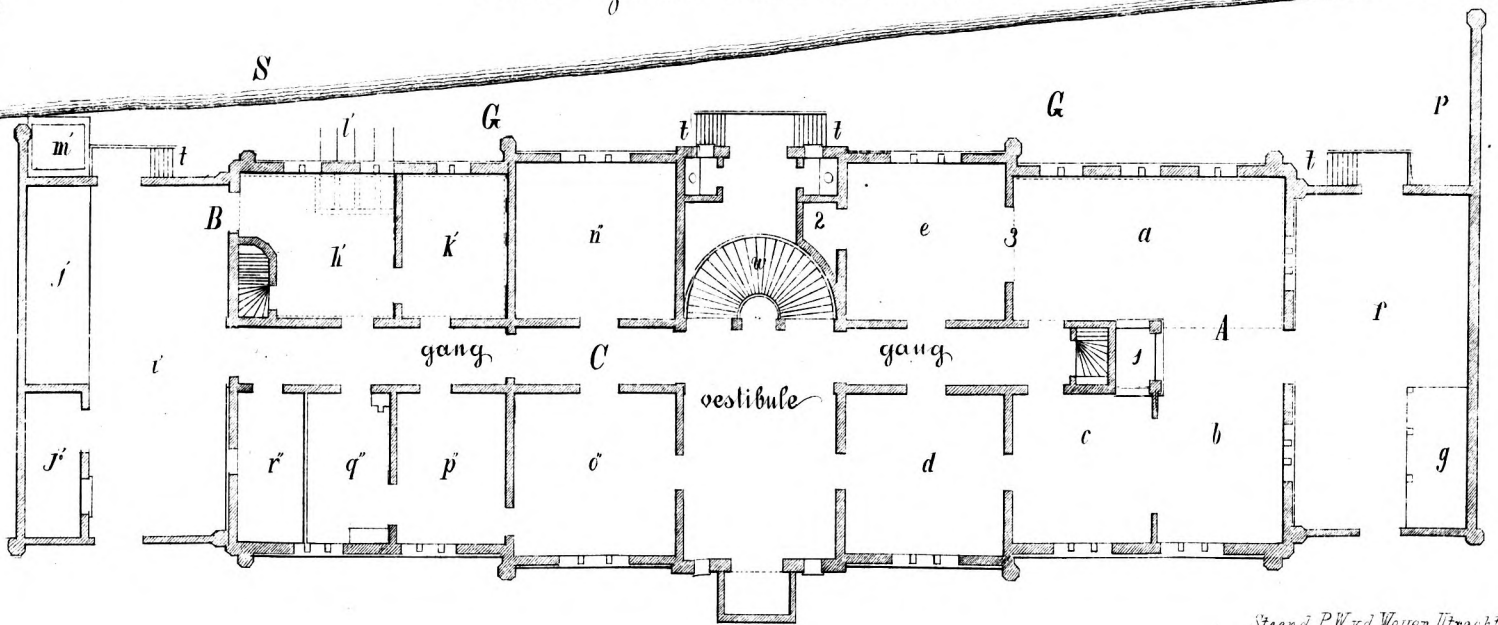 S
G
G
p
m'
t
l'
t
t
t
B
h'
k'
n"
2
e
3
a
j'
w
i'
gang
C
gang
1
A
f
vestibule
j'
r"
q"
p"
o"
d
c
b
g
Steend. P.W.v.d. Weyer, Utrecht